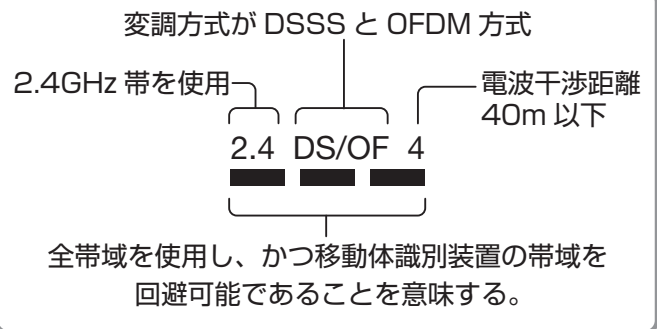 変調方式が DSSS と OFDM 方式
2.4GHz 帯を使用
電波干渉距離
40m 以下
2.4 DS/OF 4
全帯域を使用し、かつ移動体識別装置の帯域を
回避可能であることを意味する。